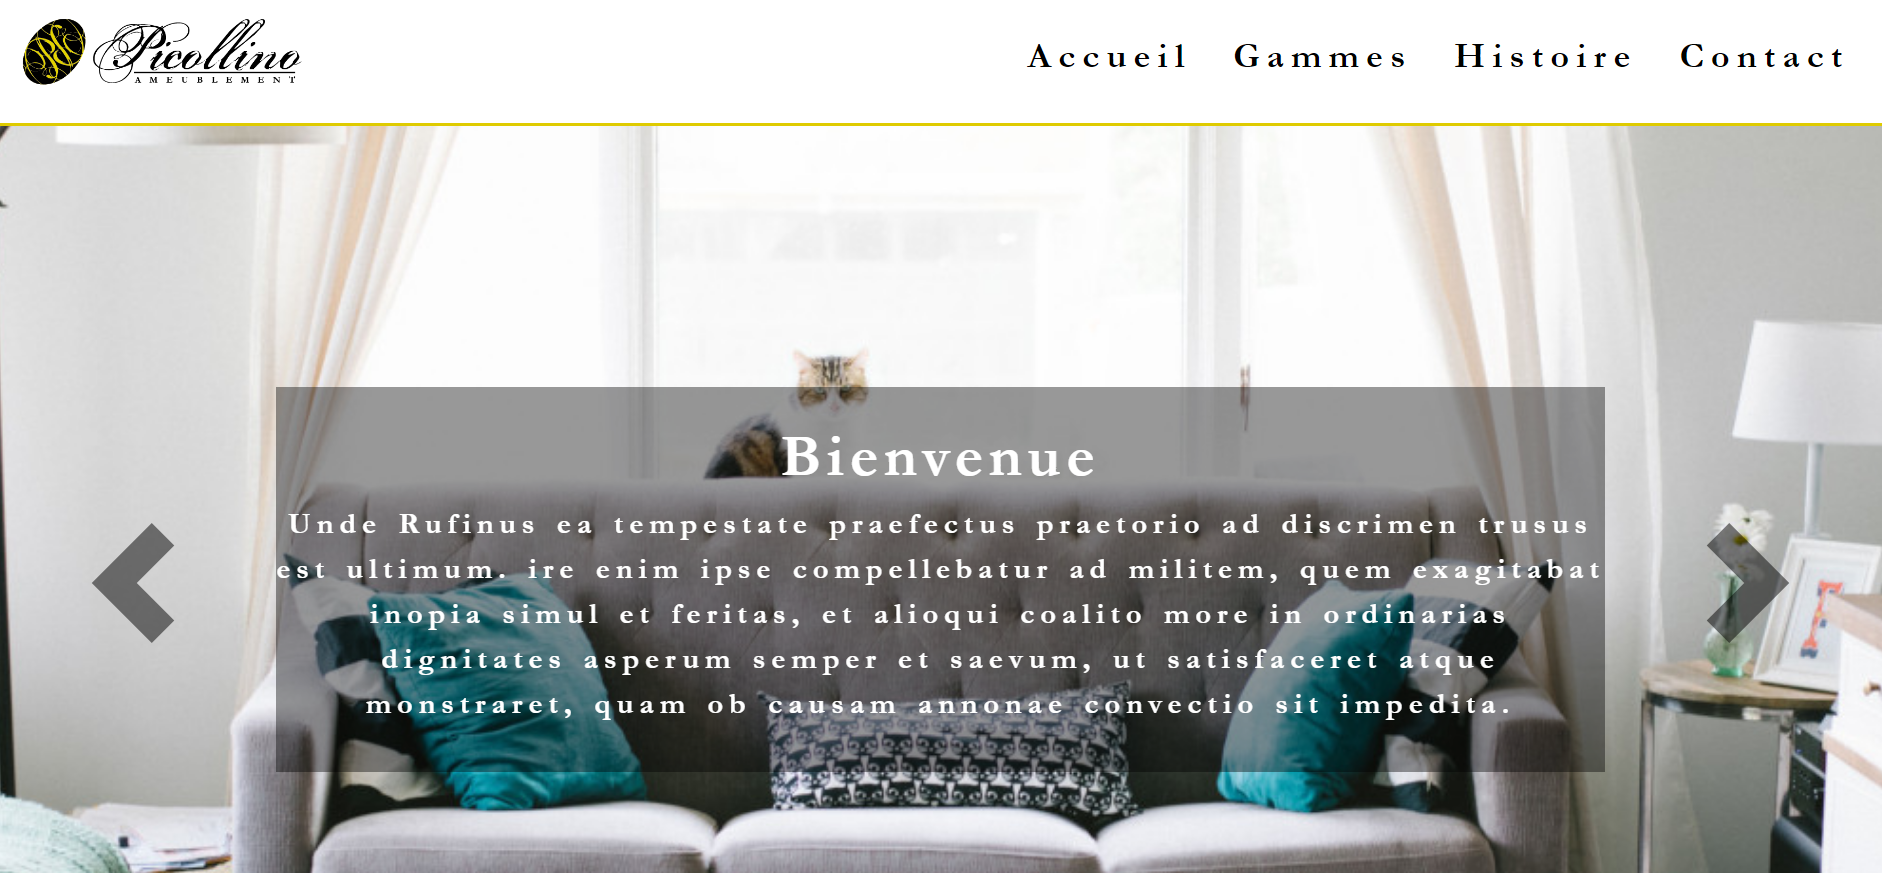 Picollino
AMEUBLEMENT
Accueil Gammes Histoire Contact
Bienvenue
Unde Rufinus ea tempestate praefectus praetorio ad discrimen trusus
est ultimum. ire enim ipse compellebatur ad militem, quem exagitabat
inopia simul et feritas, et alioqui coalito more in ordinarias
dignitates asperum semper et saevum, ut satisfaceret atque
monstraret, quam ob causam annonae convectio sit impedita.